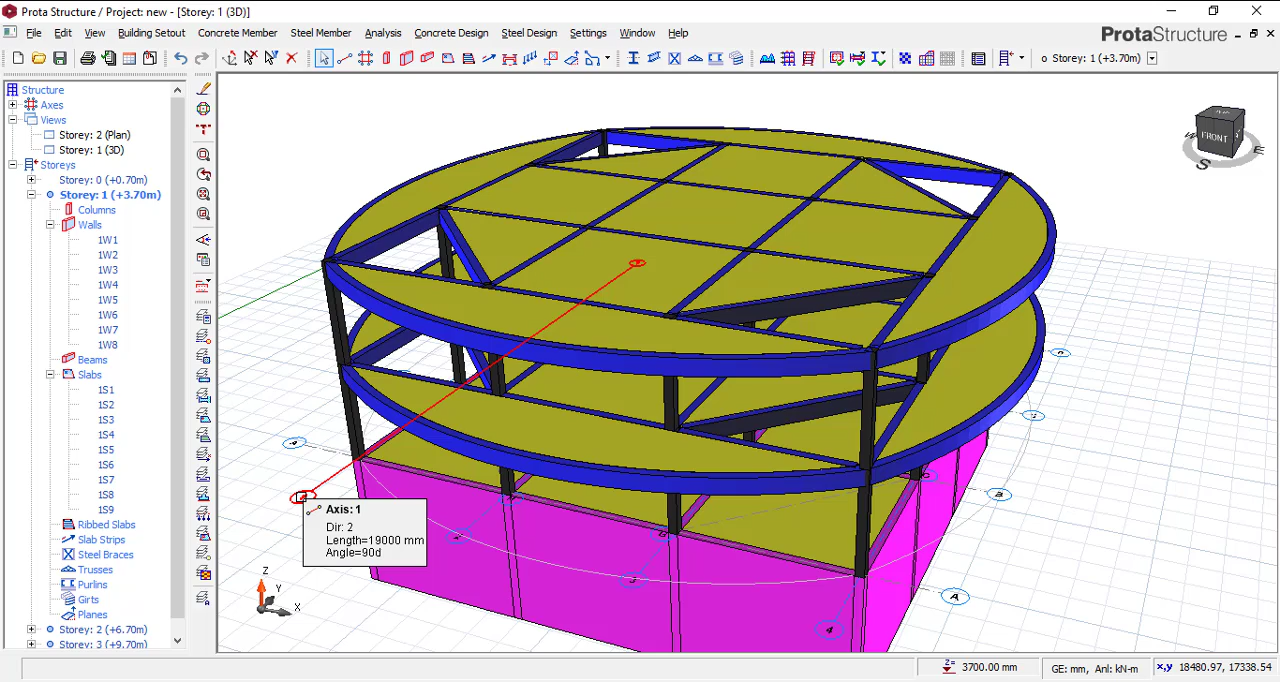 Prota Structure / Project: new - [Storey: 1 (3D)]
File Edit View Building Setout Concrete Member Steel Member Analysis Concrete Design Steel Design Settings Window Help
ProtaStructure
o Storey: 1 (+3.70m)
Structure
Axes
Views
Storey: 2 (Plan)
Storey: 1 (3D)
Storeys
Storey: 0 (+0.70m)
Storey: 1 (+3.70m)
Columns
Walls
1W1
1W2
1W3
1W4
1W5
1W6
1W7
1W8
Beams
Slabs
1S1
1S2
1S3
1S4
1S5
1S6
1S7
1S8
1S9
Ribbed Slabs
Slab Strips
Steel Braces
Trusses
Purlins
Girts
Planes
Storey: 2 (+6.70m)
Storey: 3 (+9.70m)
FRONT
S
E
Axis: 1
Dir: 2
Length=19000 mm
Angle=90d
A
B
4
Z
Y
X
3700.00 mm
GE: mm, Anl: kN-m
x,y 18480.97, 17338.54